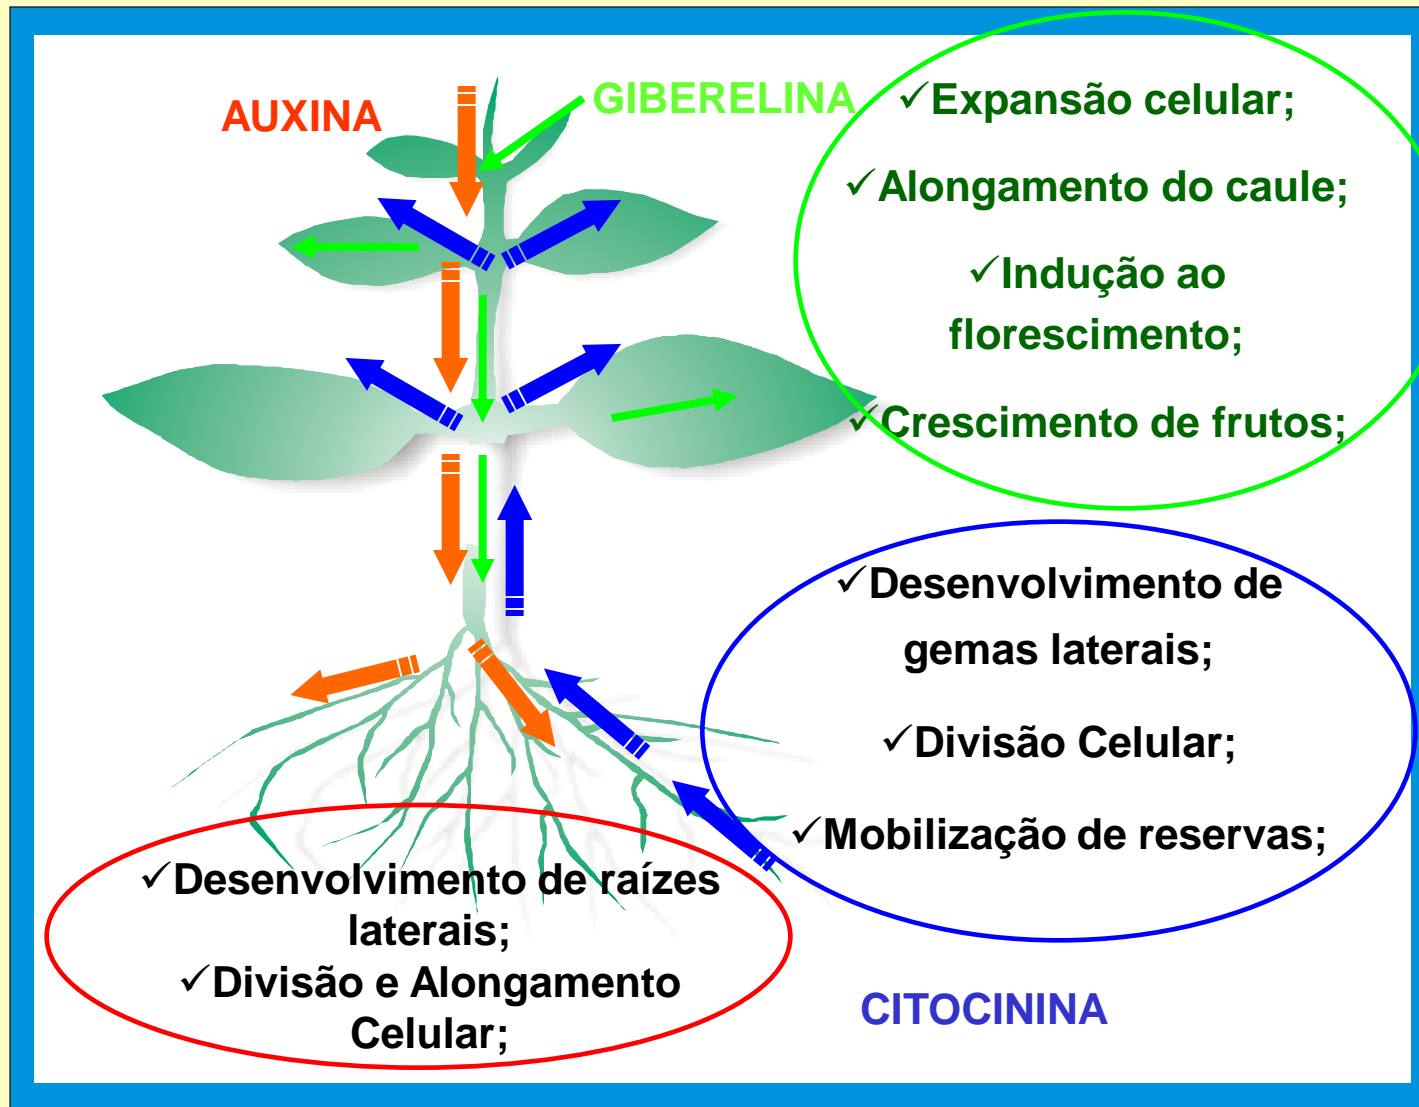 AUXINA
GIBERELINA
✓Expansão celular;
✓Alongamento do caule;
✓Indução ao
florescimento;
✓Crescimento de frutos;
✓Desenvolvimento de
gemas laterais;
✓Divisão Celular;
✓Mobilização de reservas;
✓Desenvolvimento de raízes
laterais;
✓Divisão e Alongamento
Celular;
CITOCININA